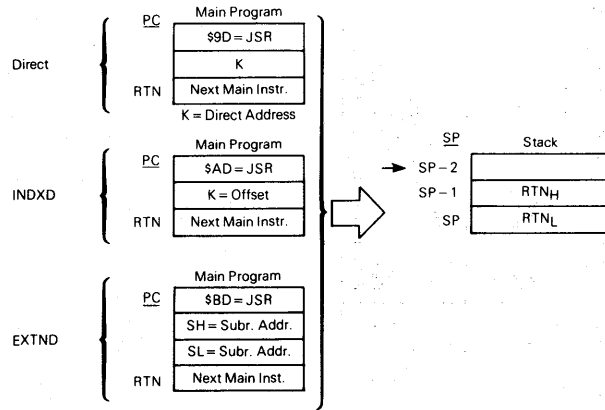 Direct
PC
Main Program
$9D = JSR
K
RTN
Next Main Instr.
K = Direct Address
INDXD
PC
Main Program
$AD = JSR
K = Offset
RTN
Next Main Instr.
EXTND
PC
Main Program
$BD = JSR
SH = Subr. Addr.
SL = Subr. Addr.
RTN
Next Main Inst.
SP
Stack
SP − 2
SP − 1
RTNH
SP
RTNL